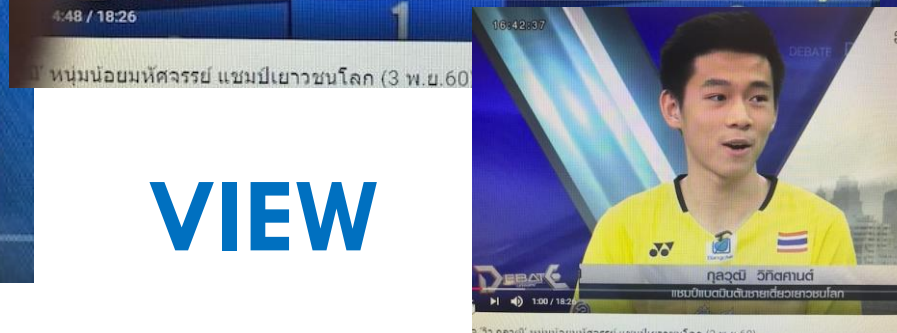 4:48 / 18:26
1
หนุ่มน้อยมหัศจรรย์ แชมป์เยาวชนโลก (3 พ.ย.60)
VIEW
16:42:37
DEBATE
กุลวุฒิ วิทิตศานต์
แชมป์แบดมินตันชายเดี่ยวเยาวชนโลก
DEBATE
1:00 / 18:26